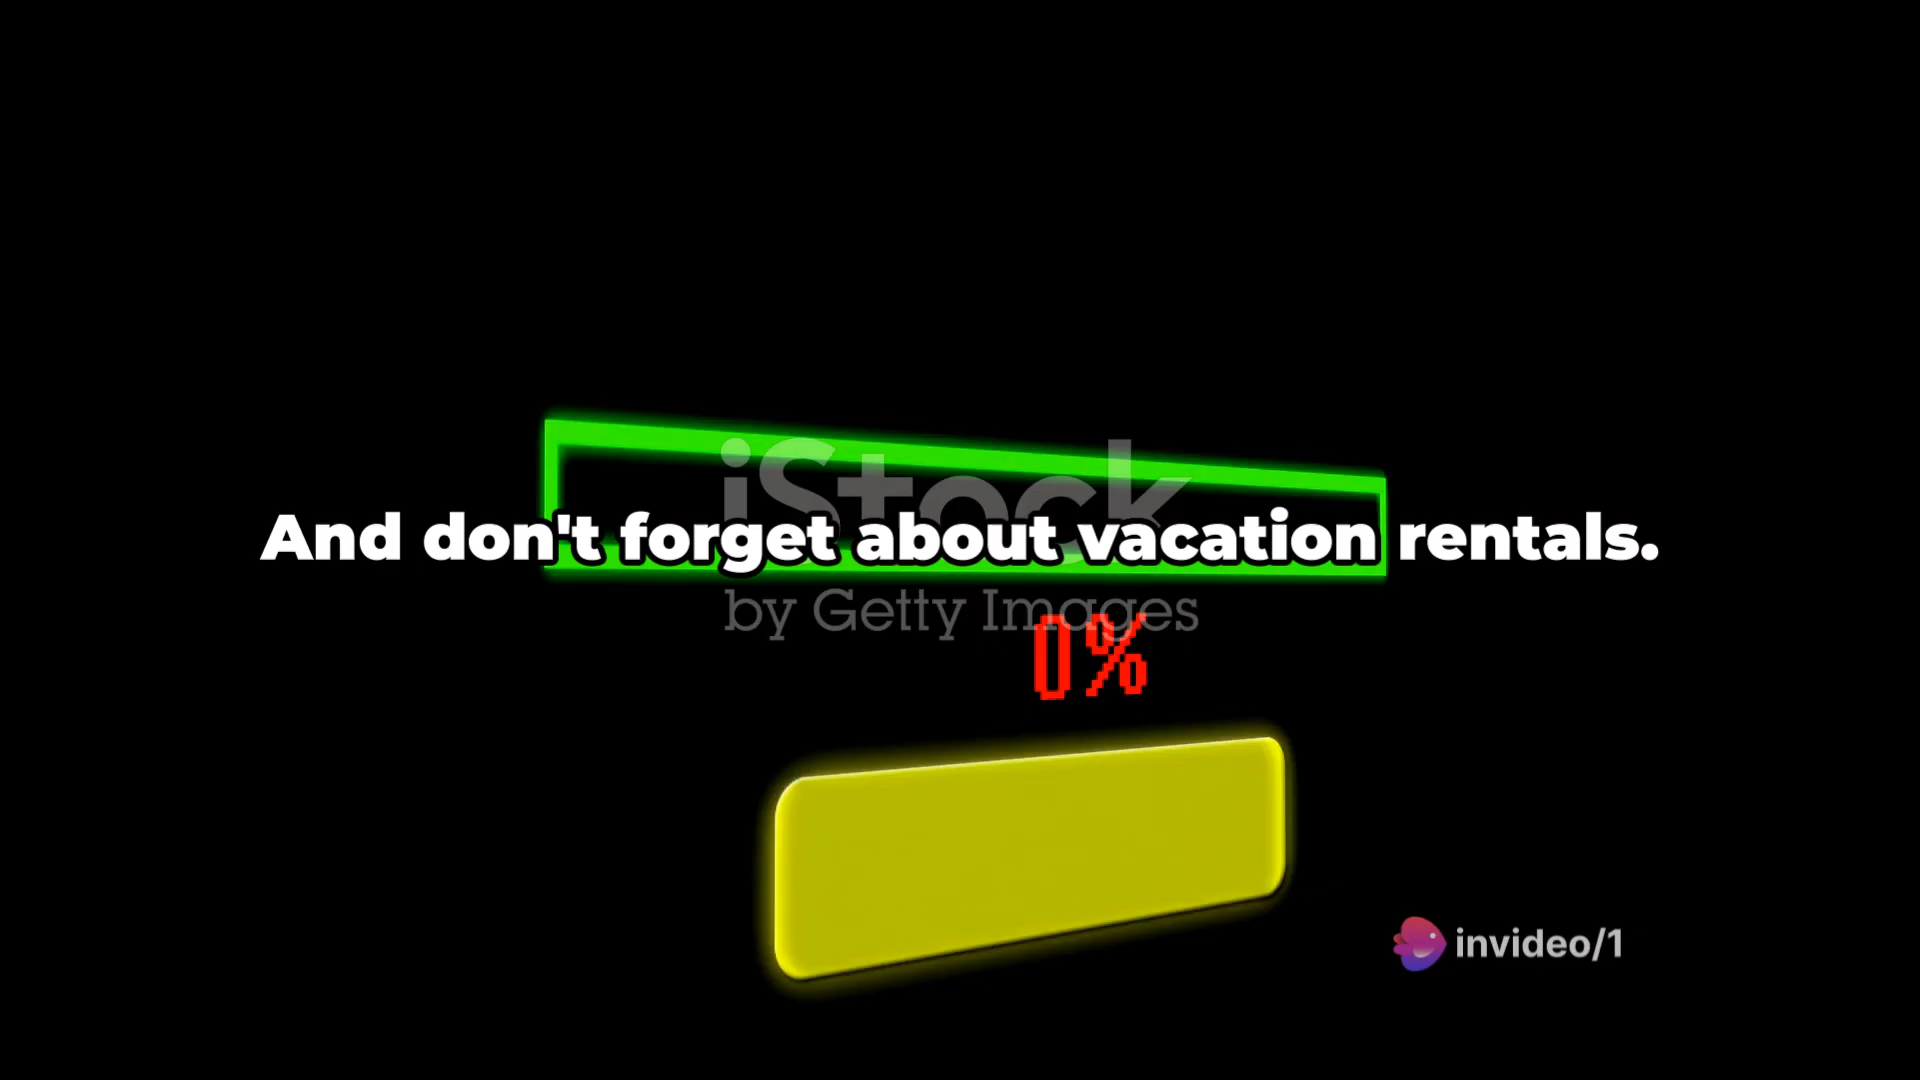 iStock
And don't forget about vacation rentals.
by Getty Images
0%
invideo/1